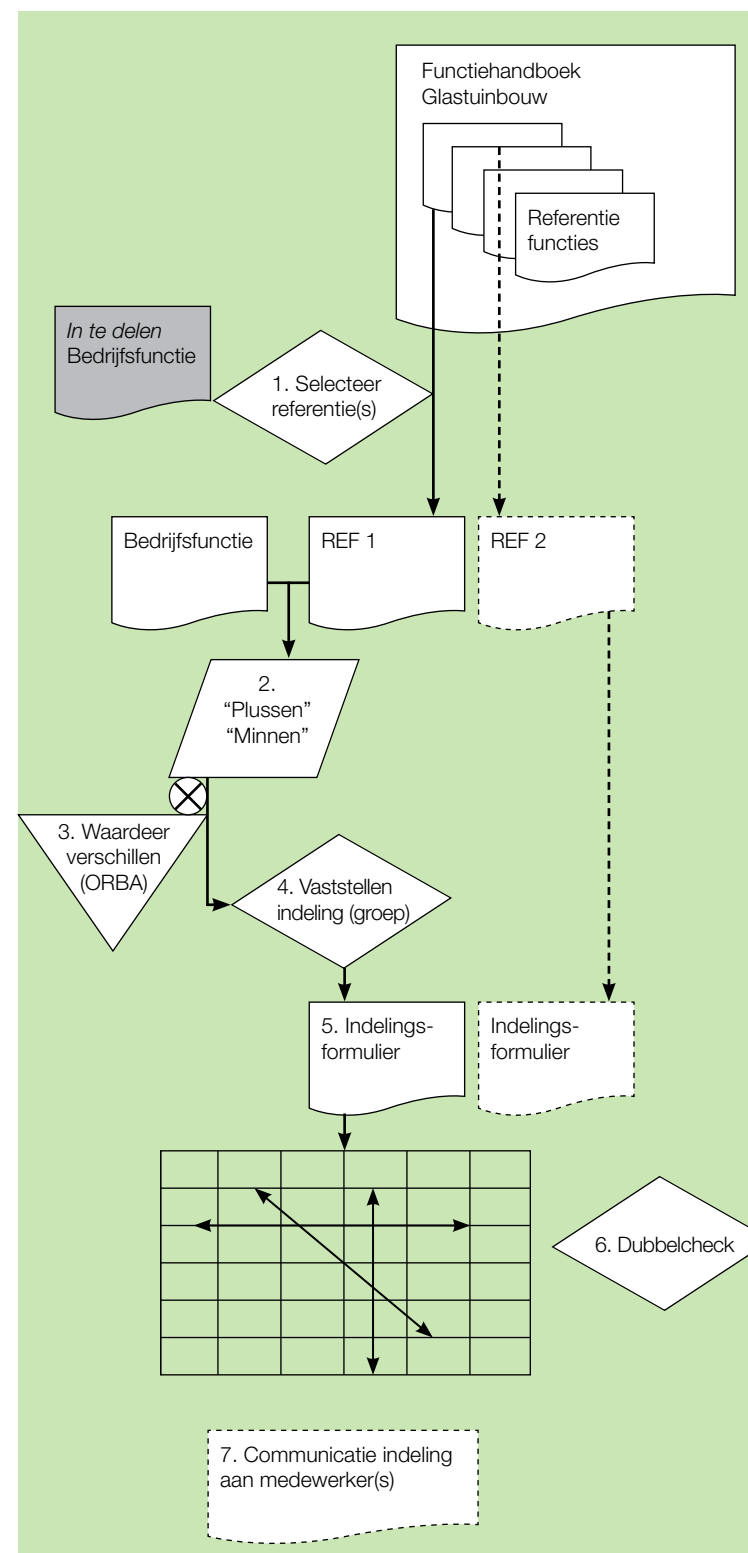 Functiehandboek
Glastuinbouw
Referentie
functies
In te delen
Bedrijfsfunctie
1. Selecteer
referentie(s)
Bedrijfsfunctie
REF 1
REF 2
2.
“Plussen”
“Minnen”
3. Waardeer
verschillen
(ORBA)
4. Vaststellen
indeling (groep)
5. Indelings-
formulier
Indelings-
formulier
6. Dubbelcheck
7. Communicatie indeling
aan medewerker(s)